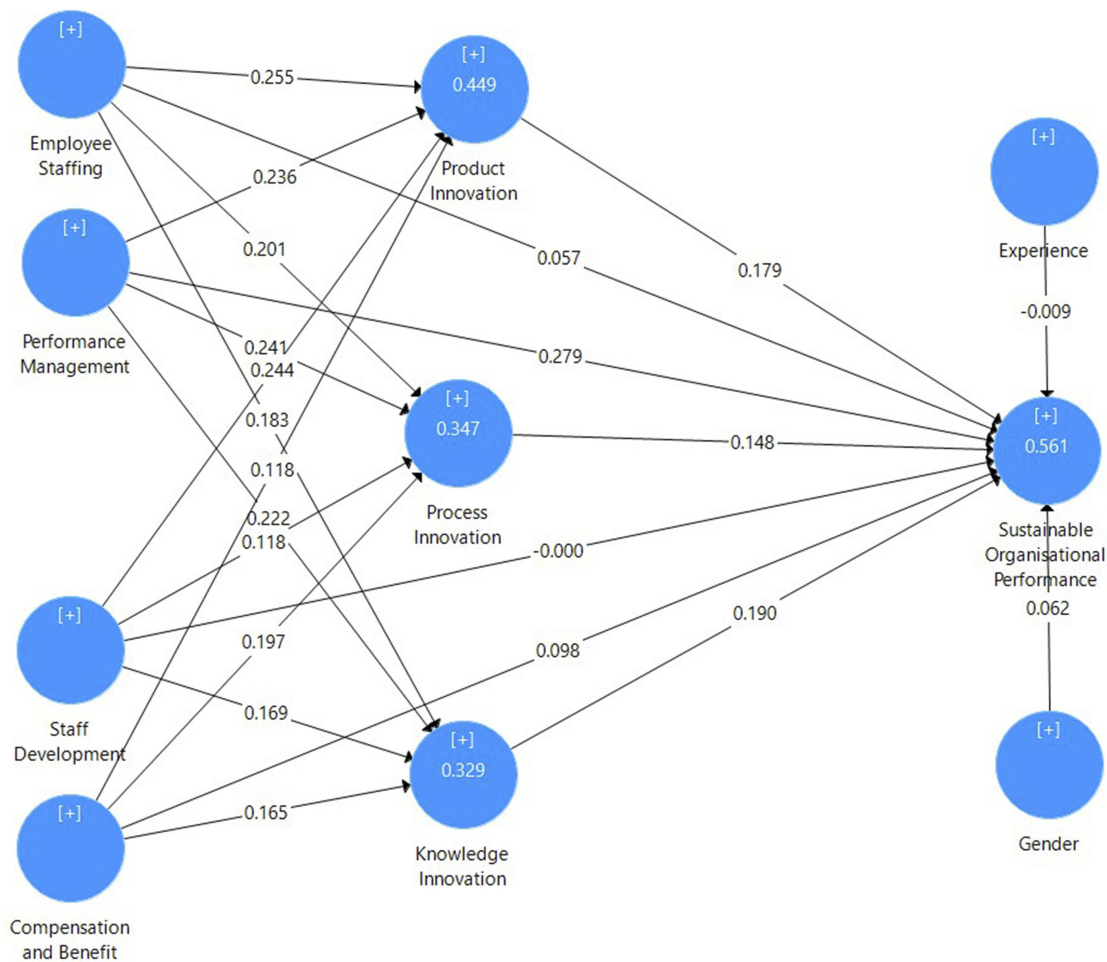 [+]
Employee
Staffing
[+]
Performance
Management
[+]
Staff
Development
[+]
Compensation
and Benefit
0.255
0.236
0.201
0.241
0.244
0.183
0.118
0.222
0.118
0.197
0.169
0.165
[+]
0.449
Product
Innovation
[+]
0.347
Process
Innovation
[+]
0.329
Knowledge
Innovation
0.057
0.179
0.279
0.148
-0.000
0.098
0.190
[+]
Experience
-0.009
[+]
0.561
Sustainable
Organisational
Performance
0.062
[+]
Gender